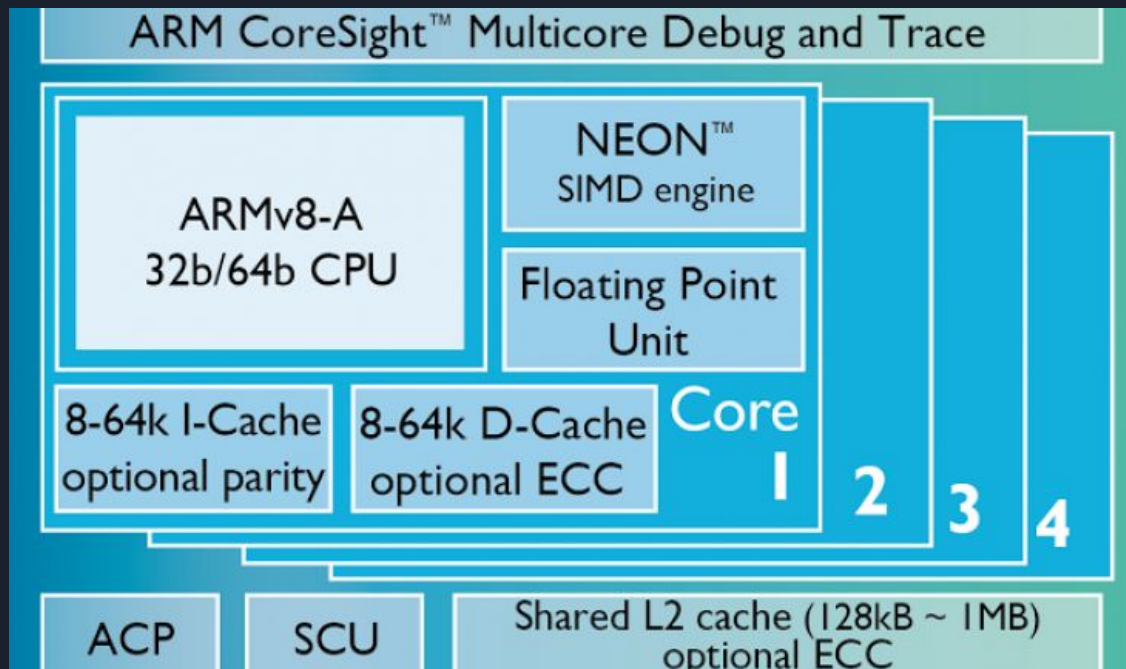 ARM CoreSight™ Multicore Debug and Trace
ARMv8-A
32b/64b CPU
NEON™
SIMD engine
Floating Point
Unit
8-64k I-Cache
optional parity
8-64k D-Cache
optional ECC
Core
1
2
3
4
ACP
SCU
Shared L2 cache (128kB ~ 1MB)
optional ECC